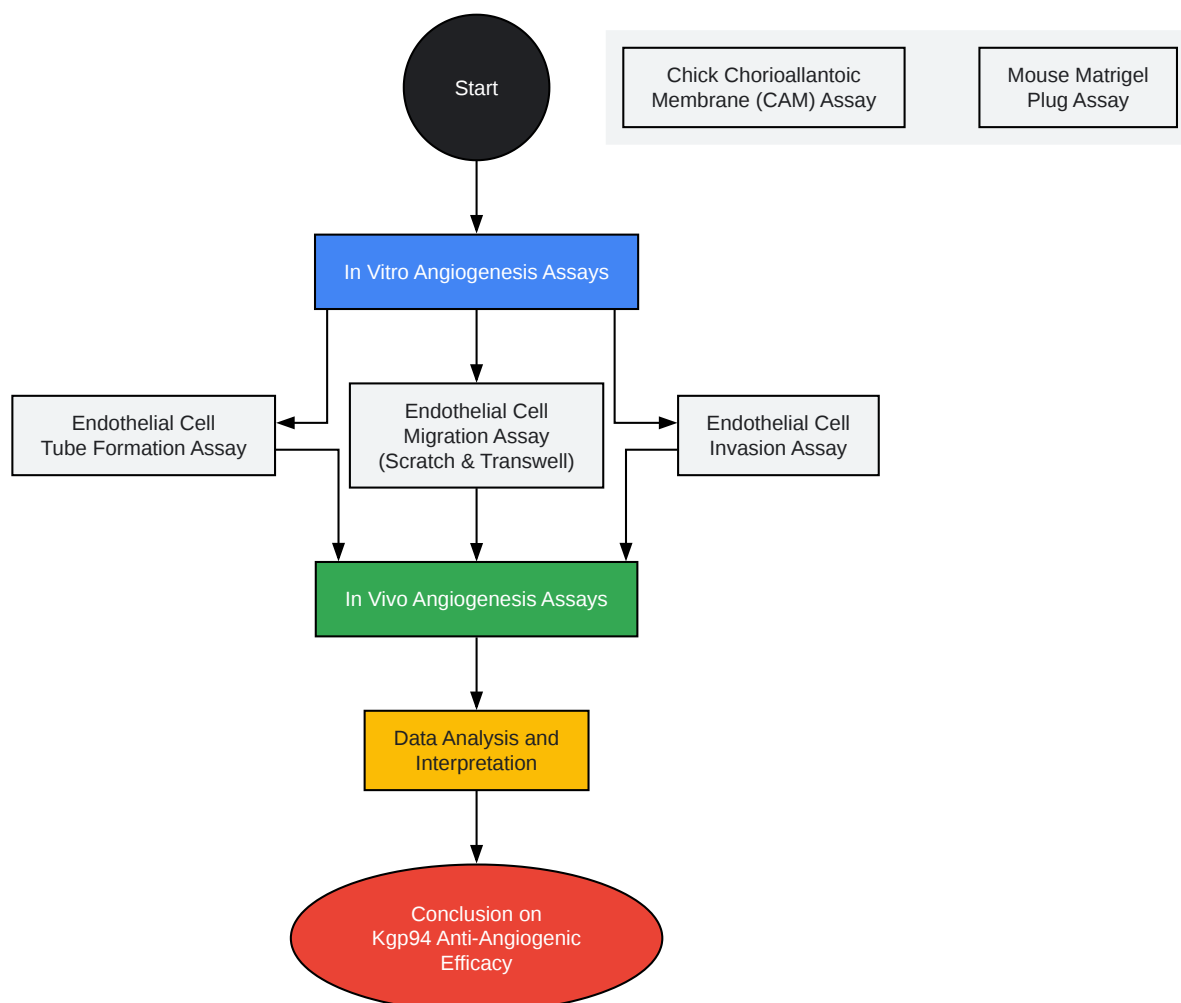 Start
Chick Chorioallantoic
Membrane (CAM) Assay
Mouse Matrigel
Plug Assay
In Vitro Angiogenesis Assays
Endothelial Cell
Tube Formation Assay
Endothelial Cell
Migration Assay
(Scratch & Transwell)
Endothelial Cell
Invasion Assay
In Vivo Angiogenesis Assays
Data Analysis and
Interpretation
Conclusion on
Kgp94 Anti-Angiogenic
Efficacy